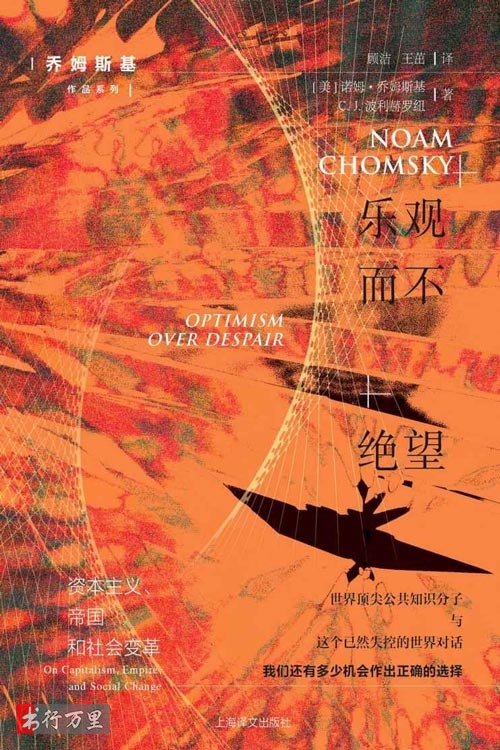 乔姆斯基
作品系列
顾洁 王茁 译
[美]诺姆·乔姆斯基
C.J.波利赫罗纽
著
NOAM
CHOMSKY
乐观
而不
OPTIMISM
OVER DESPAIR
绝望
资本主义、
帝国
和社会变革
On Capitalism, Empire,
and Social Change
世界顶尖公共知识分子
与
这个已然失控的世界对话
我们还有多少机会作出正确的选择
书行万里
上海译文出版社